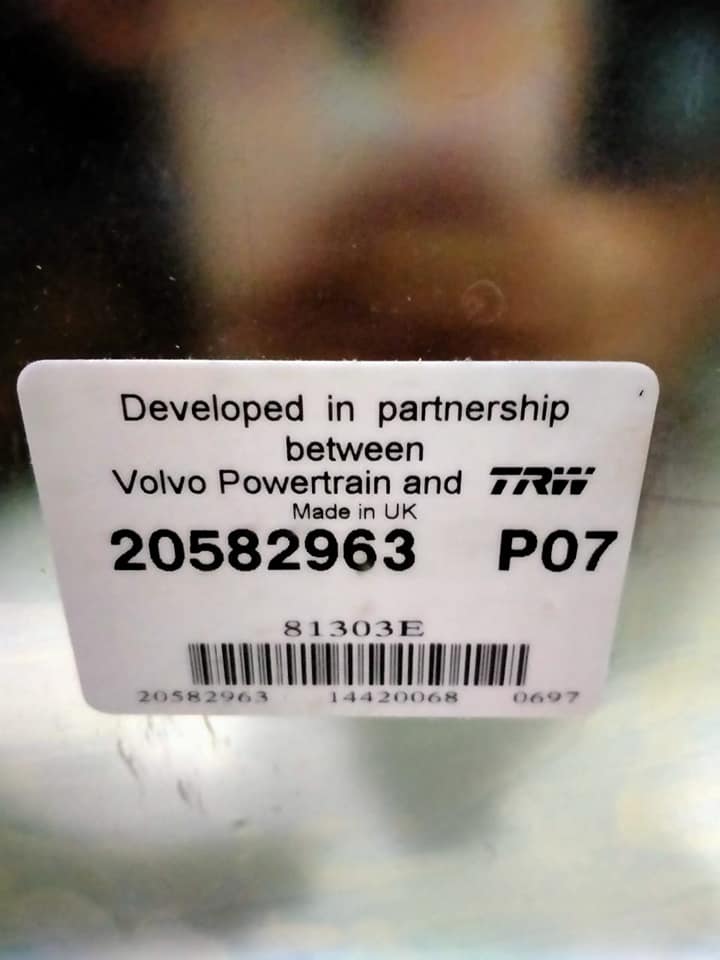 Developed in partnership
between
Volvo Powertrain and TRW
Made in UK
20582963 P07
81303E
20582963 14420068 0697